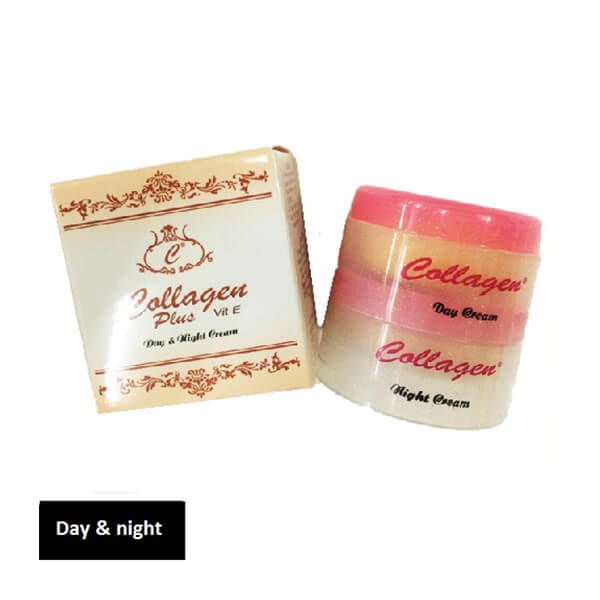 C®
Collagen
Plus Vit E
Day & Night Cream
Collagen®
Day Cream
Collagen®
Night Cream
Day & night